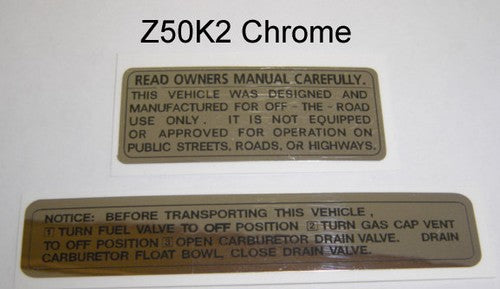 Z50K2 Chrome
READ OWNERS MANUAL CAREFULLY.
THIS VEHICLE WAS DESIGNED AND
MANUFACTURED FOR OFF - THE - ROAD
USE ONLY. IT IS NOT EQUIPPED
OR APPROVED FOR OPERATION ON
PUBLIC STREETS, ROADS, OR HIGHWAYS.
NOTICE: BEFORE TRANSPORTING THIS VEHICLE,
1 TURN FUEL VALVE TO OFF POSITION 2 TURN GAS CAP VENT
TO OFF POSITION 3 OPEN CARBURETOR DRAIN VALVE. DRAIN
CARBURETOR FLOAT BOWL, CLOSE DRAIN VALVE.